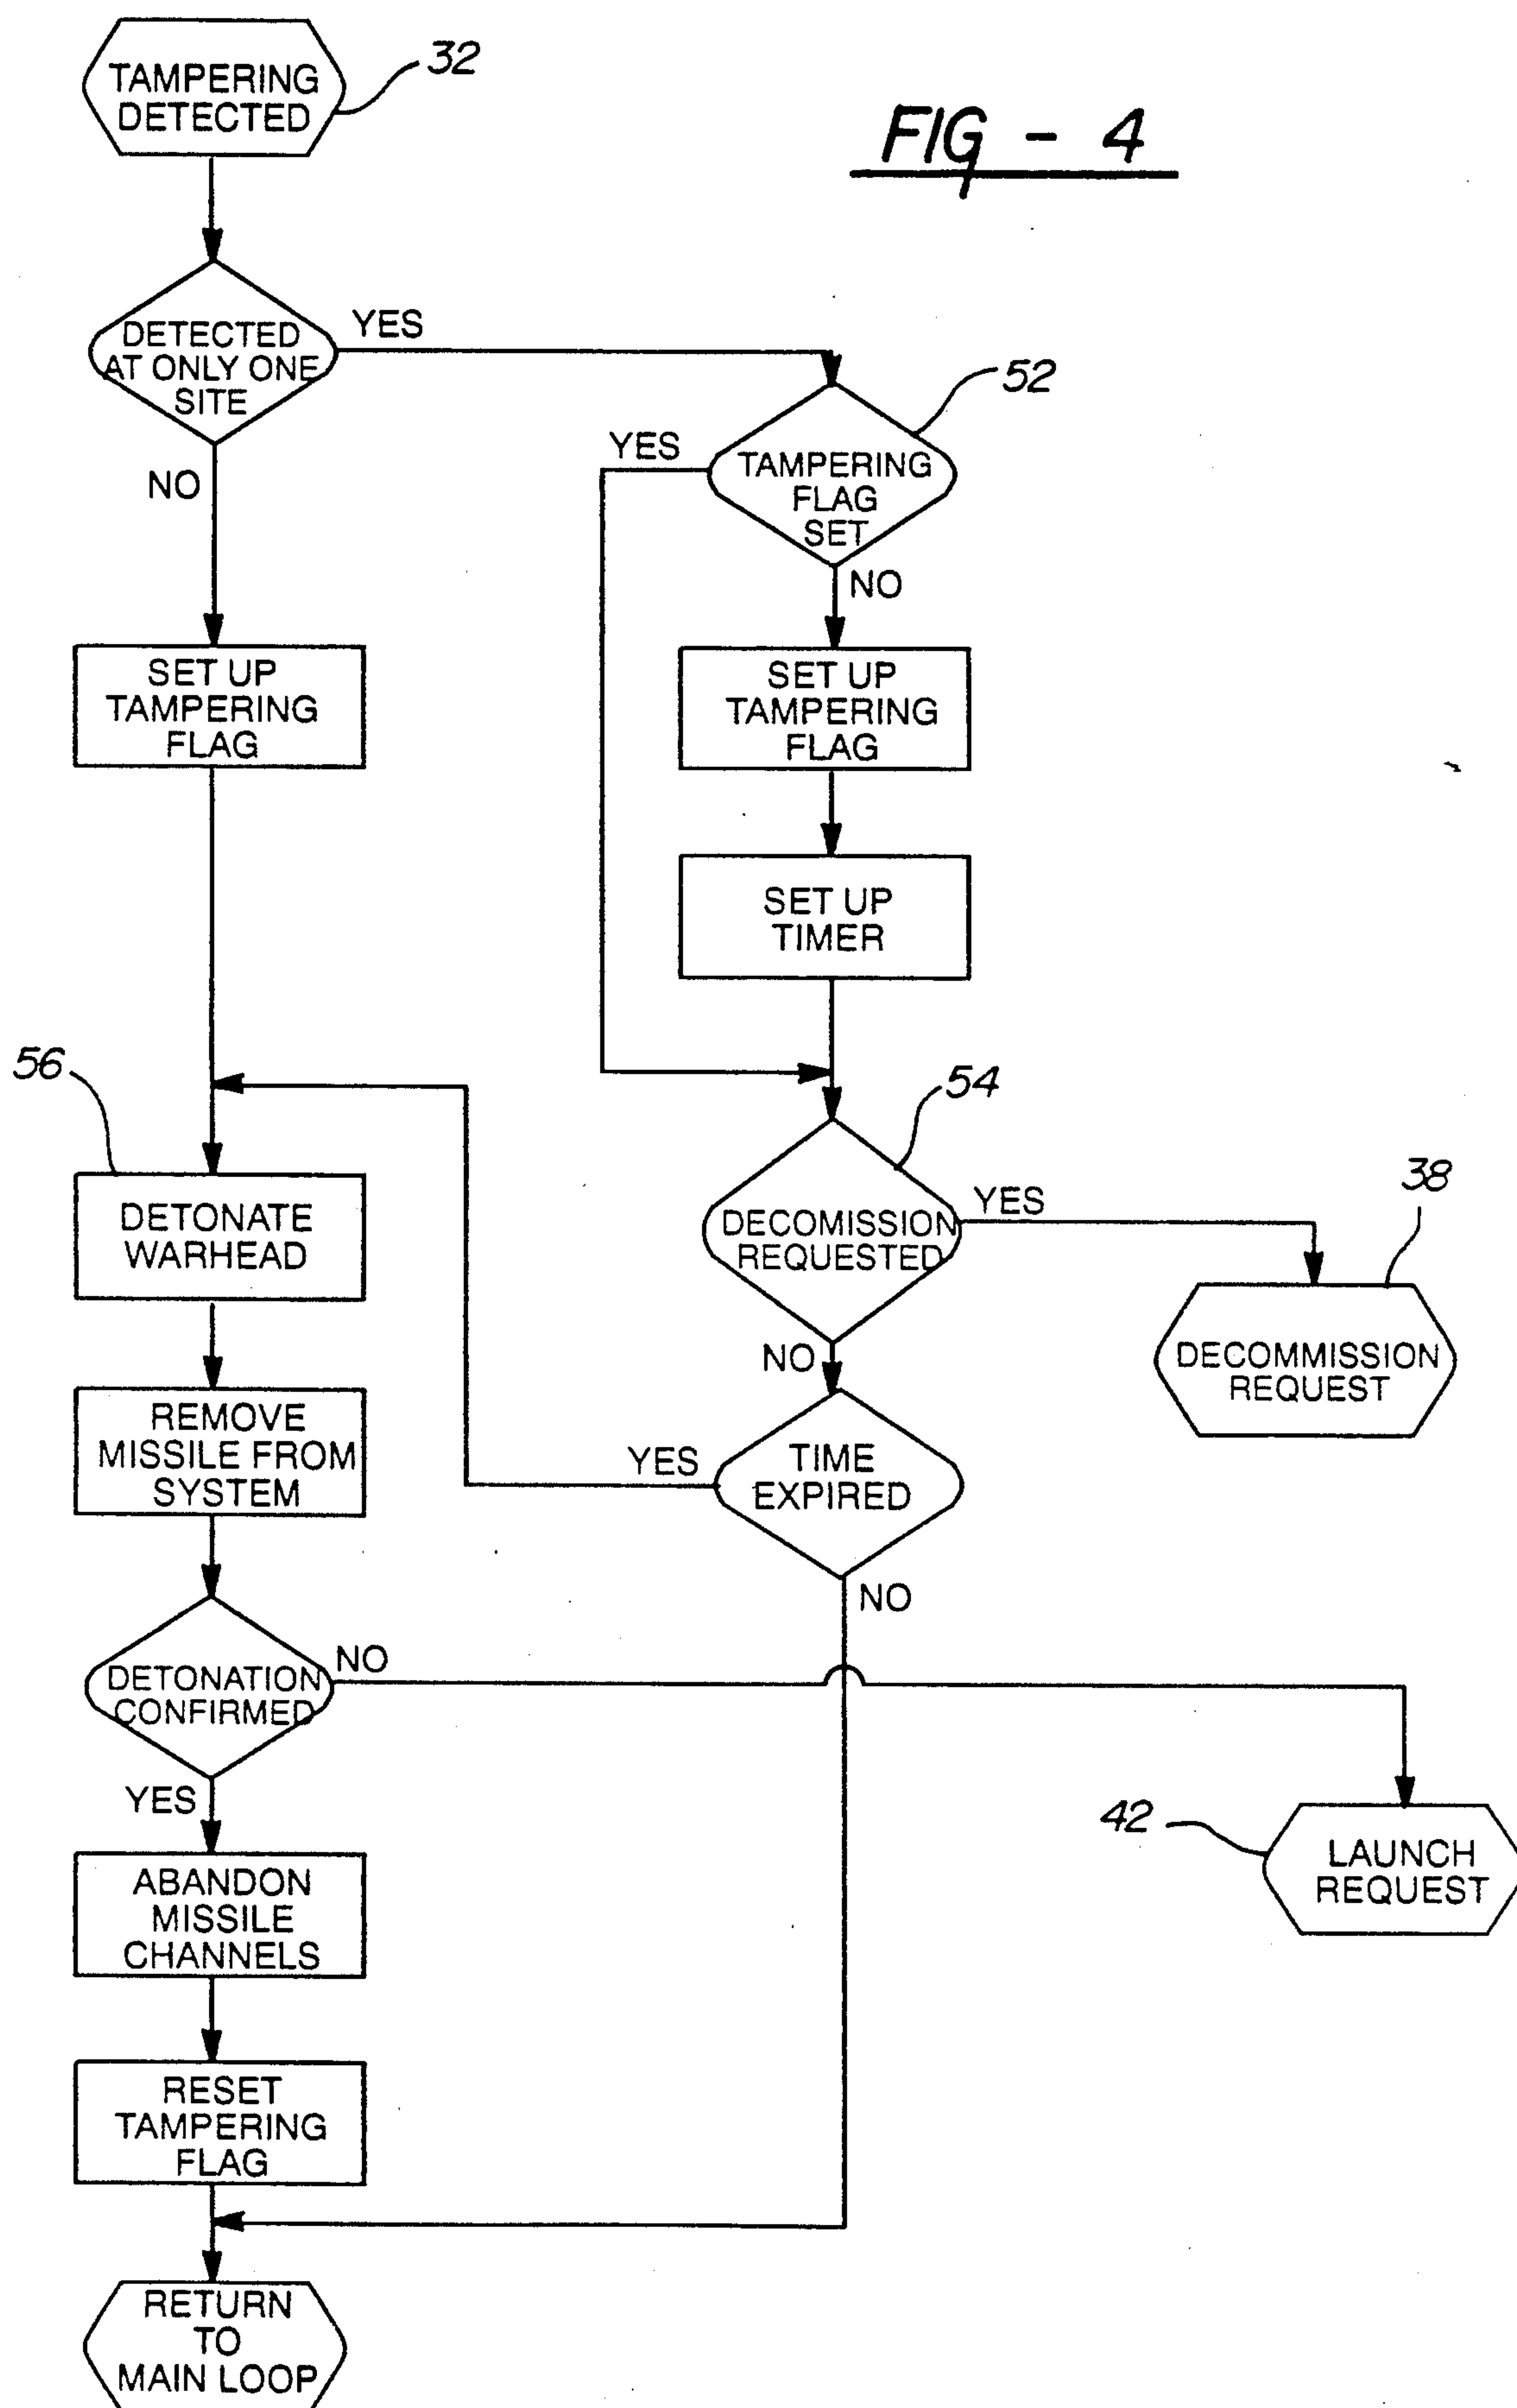 TAMPERING
DETECTED
32
FIG - 4
DETECTED
AT ONLY ONE
SITE
YES
NO
52
TAMPERING
FLAG
SET
YES
NO
SET UP
TAMPERING
FLAG
SET UP
TAMPERING
FLAG
SET UP
TIMER
56
54
DETONATE
WARHEAD
DECOMISSION
REQUESTED
YES
NO
38
DECOMMISSION
REQUEST
REMOVE
MISSILE FROM
SYSTEM
TIME
EXPIRED
YES
NO
DETONATION
CONFIRMED
NO
YES
42
LAUNCH
REQUEST
ABANDON
MISSILE
CHANNELS
RESET
TAMPERING
FLAG
RETURN
TO
MAIN LOOP